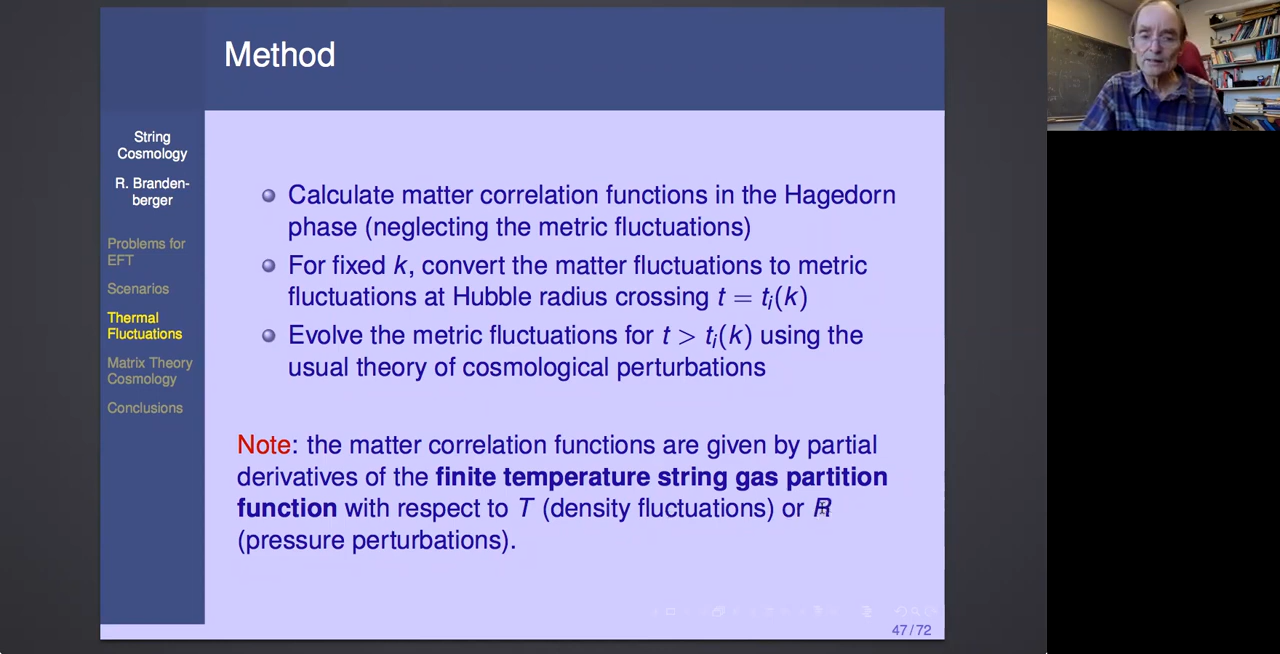 Method
String
Cosmology
R. Branden-
berger
Problems for
EFT
Scenarios
Thermal
Fluctuations
Matrix Theory
Cosmology
Conclusions
Calculate matter correlation functions in the Hagedorn
phase (neglecting the metric fluctuations)
For fixed k, convert the matter fluctuations to metric
fluctuations at Hubble radius crossing t = tᵢ(k)
Evolve the metric fluctuations for t > tᵢ(k) using the
usual theory of cosmological perturbations
Note: the matter correlation functions are given by partial
derivatives of the finite temperature string gas partition
function with respect to T (density fluctuations) or R
(pressure perturbations).
47/72